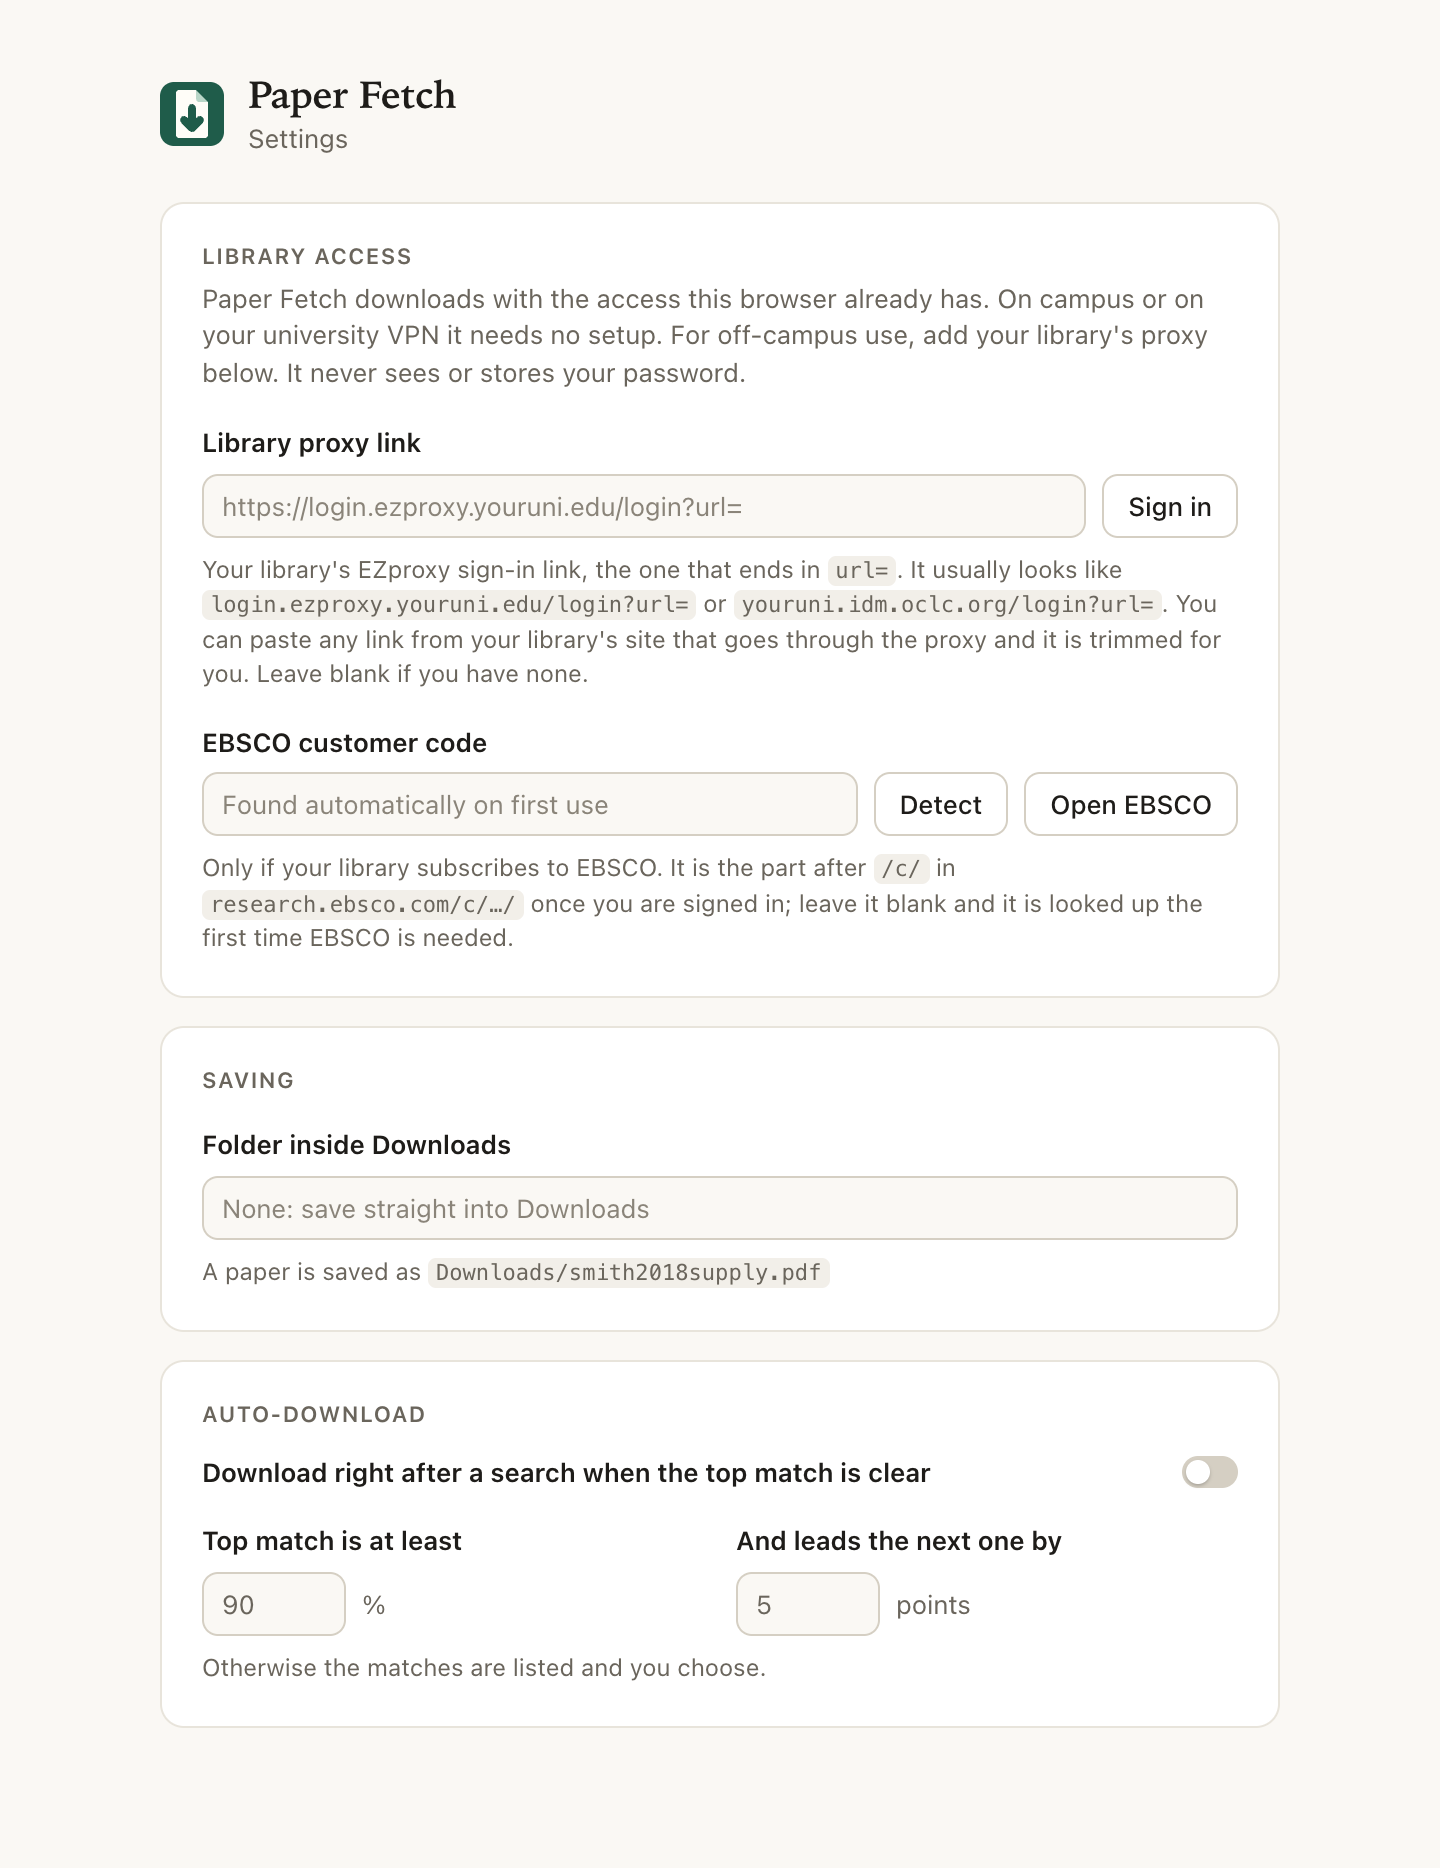 Paper Fetch
Settings
LIBRARY ACCESS
Paper Fetch downloads with the access this browser already has. On campus or on
your university VPN it needs no setup. For off-campus use, add your library's proxy
below. It never sees or stores your password.
Library proxy link
https://login.ezproxy.youruni.edu/login?url=
Sign in
Your library's EZproxy sign-in link, the one that ends in url=. It usually looks like
login.ezproxy.youruni.edu/login?url= or youruni.idm.oclc.org/login?url=. You
can paste any link from your library's site that goes through the proxy and it is trimmed for
you. Leave blank if you have none.
EBSCO customer code
Found automatically on first use
Detect
Open EBSCO
Only if your library subscribes to EBSCO. It is the part after /c/ in
research.ebsco.com/c/…/ once you are signed in; leave it blank and it is looked up the
first time EBSCO is needed.
SAVING
Folder inside Downloads
None: save straight into Downloads
A paper is saved as Downloads/smith2018supply.pdf
AUTO-DOWNLOAD
Download right after a search when the top match is clear
Top match is at least
And leads the next one by
90 %
5 points
Otherwise the matches are listed and you choose.